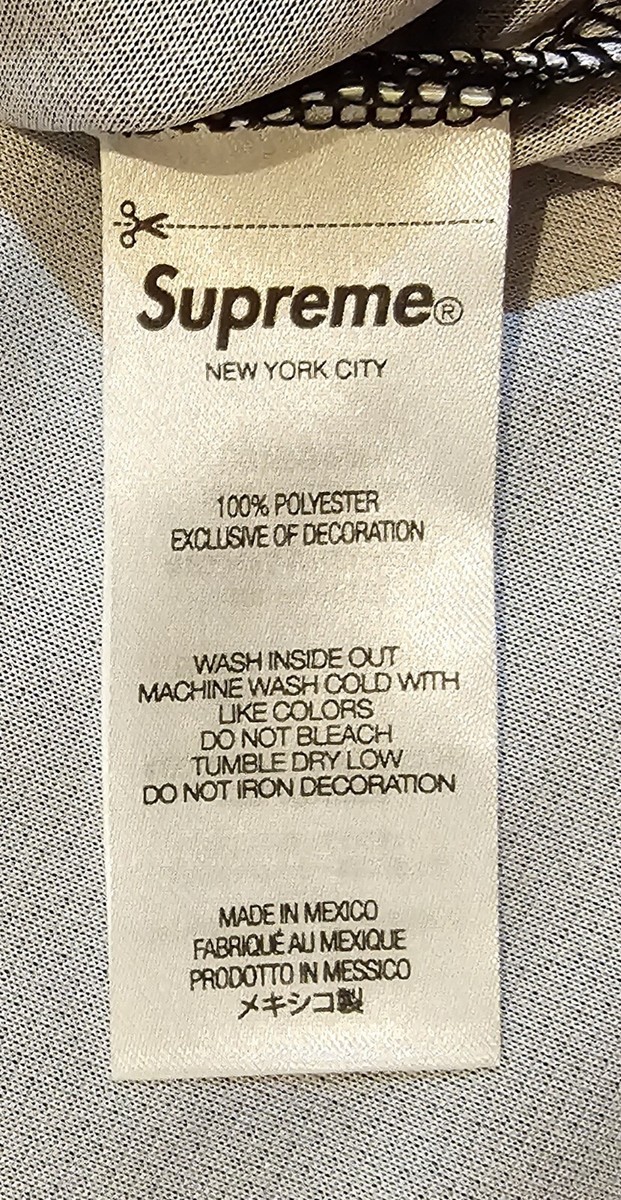 Supreme®
NEW YORK CITY
100% POLYESTER
EXCLUSIVE OF DECORATION
WASH INSIDE OUT
MACHINE WASH COLD WITH
LIKE COLORS
DO NOT BLEACH
TUMBLE DRY LOW
DO NOT IRON DECORATION
MADE IN MEXICO
FABRIQUÉ AU MEXIQUE
PRODOTTO IN MESSICO
メキシコ製